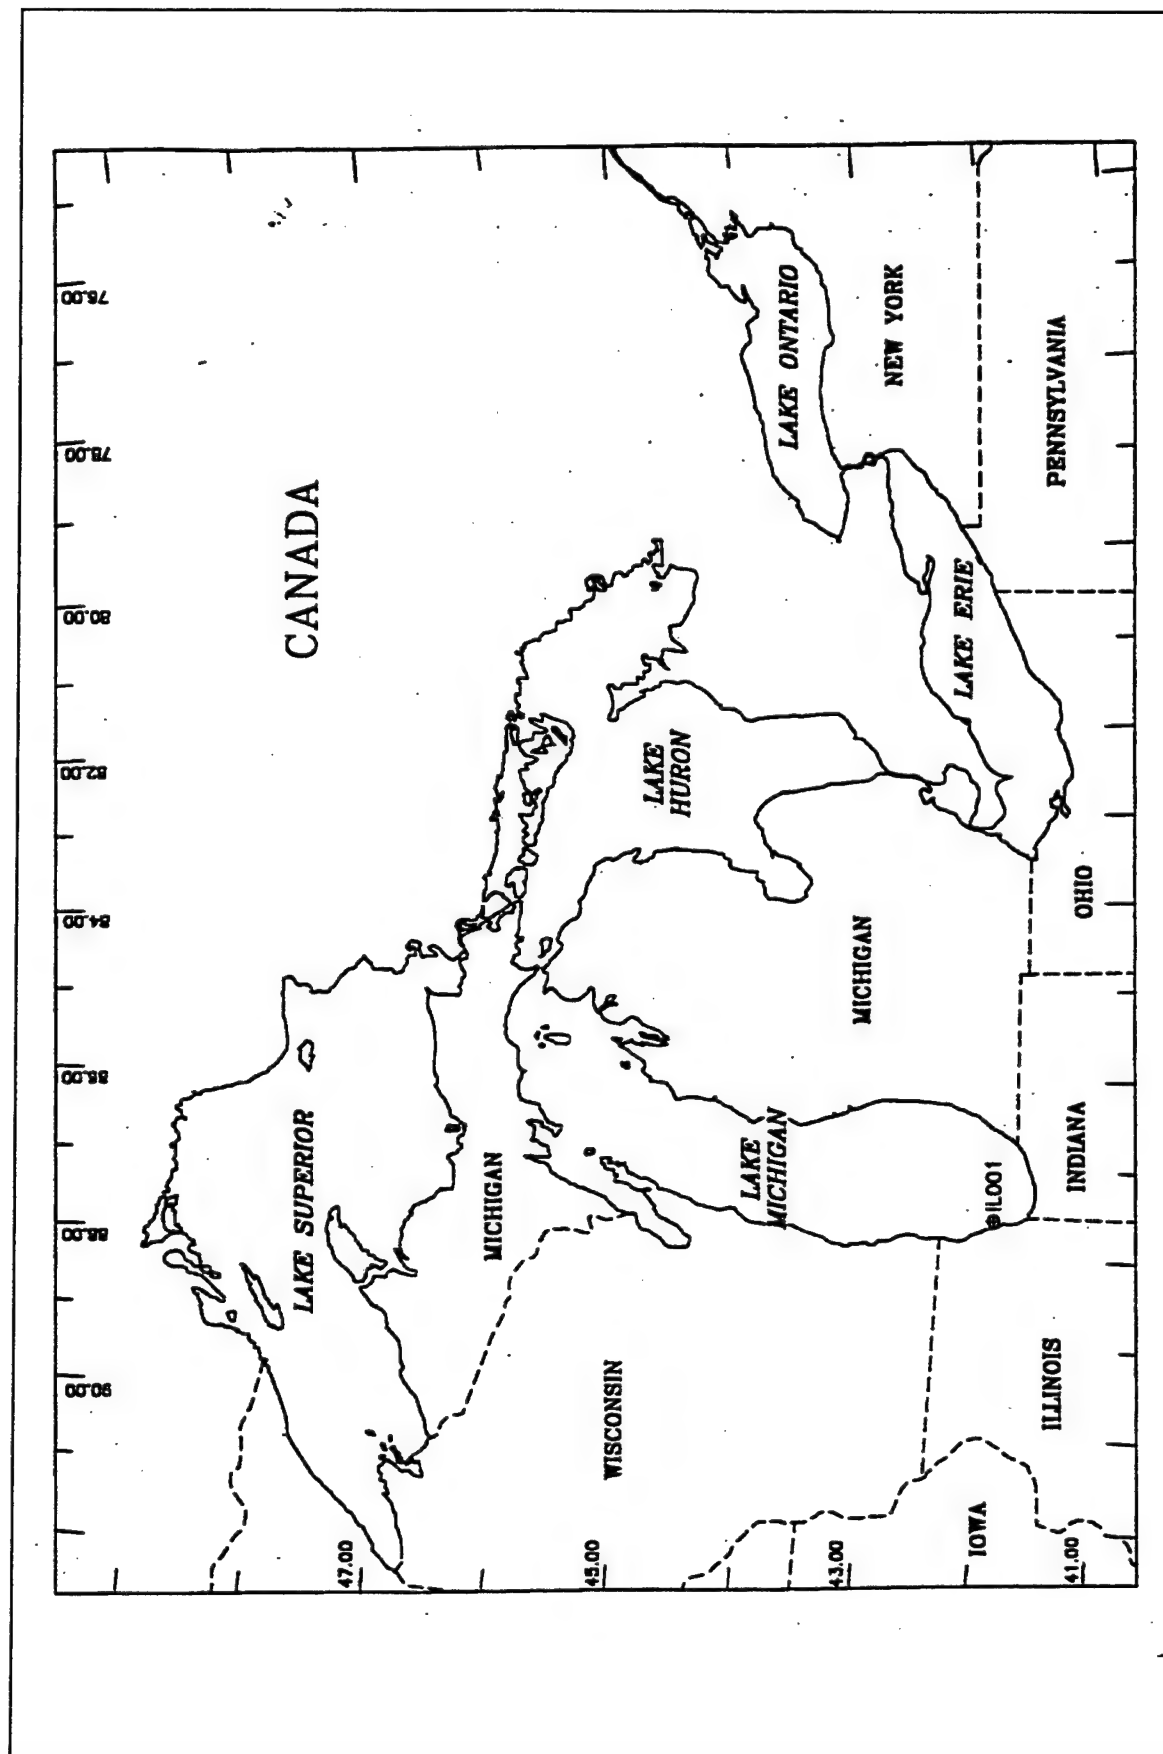 CANADA
LAKE SUPERIOR
MICHIGAN
LAKE
HURON
LAKE ONTARIO
NEW YORK
LAKE ERIE
PENNSYLVANIA
WISCONSIN
LAKE
MICHIGAN
MICHIGAN
OHIO
IL001
INDIANA
ILLINOIS
IOWA
47.00
45.00
43.00
41.00
90.00
88.00
86.00
84.00
82.00
80.00
78.00
76.00